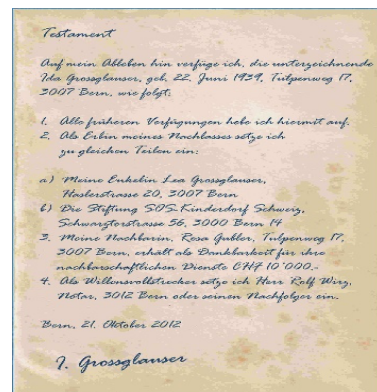 Testament
Auf mein Ableben hin verfüge ich, die unterzeichnende
Ida Grossglauser, geb. 22. Juni 1939, Tulpenweg 17,
3007 Bern, wie folgt:
1. Alle früheren Verfügungen hebe ich hiermit auf.
2. Als Erbin meines Nachlasses setze ich
zu gleichen Teilen ein:
a) Meine Enkelin Lea Grossglauser,
Haslerstrasse 20, 3007 Bern
b) Die Stiftung SOS-Kinderdorf Schweiz,
Schwarztorstrasse 56, 3000 Bern 14
3. Meine Nachbarin, Rosa Gubler, Tulpenweg 17,
3007 Bern, erhält als Dankbarkeit für ihre
nachbarschaftlichen Dienste CHF 10'000.-
4. Als Willensvollstrecker setze ich Herr Rolf Wirz,
Notar, 3012 Bern oder seinen Nachfolger ein.
Bern, 21. Oktober 2012
I. Grossglauser